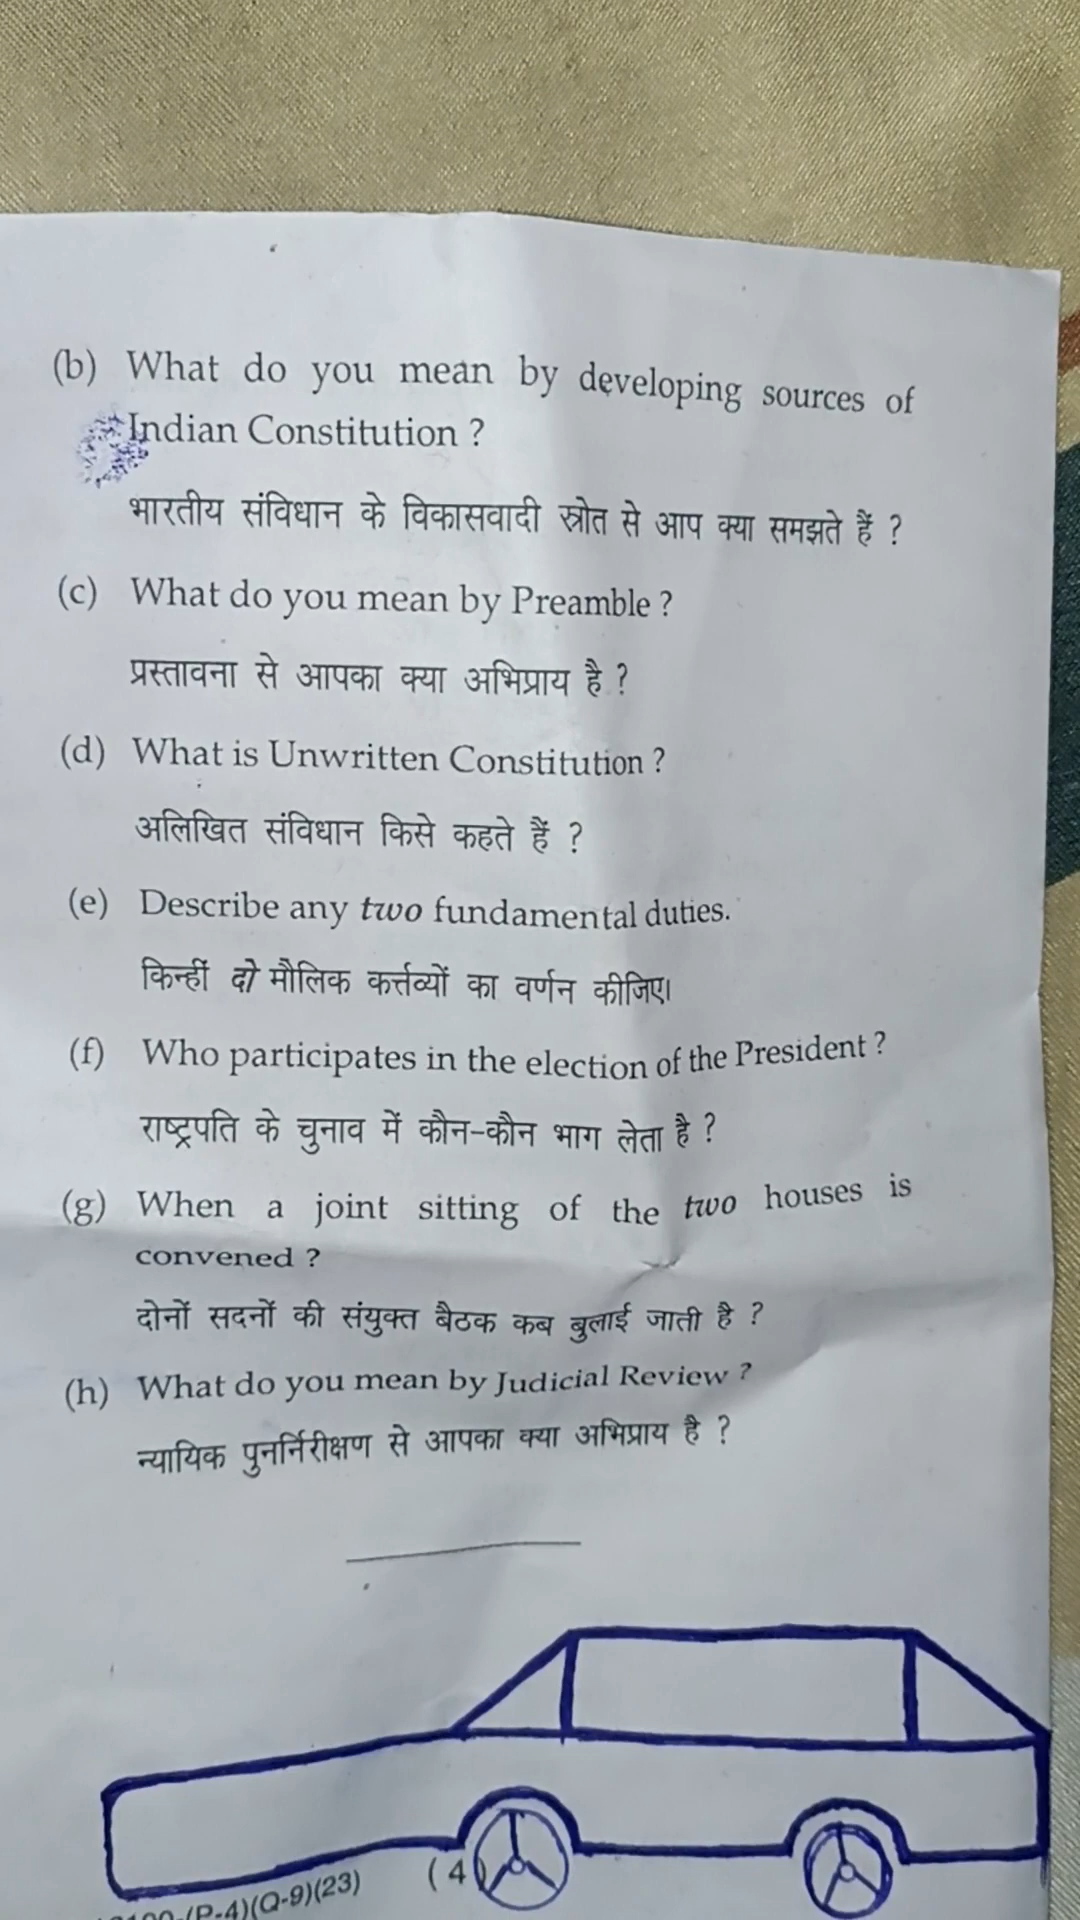 (b) What do you mean by developing sources of
Indian Constitution ?
भारतीय संविधान के विकासवादी स्रोत से आप क्या समझते हैं ?
(c) What do you mean by Preamble ?
प्रस्तावना से आपका क्या अभिप्राय है ?
(d) What is Unwritten Constitution ?
अलिखित संविधान किसे कहते हैं ?
(e) Describe any two fundamental duties.
किन्हीं दो मौलिक कर्त्तव्यों का वर्णन कीजिए।
(f) Who participates in the election of the President ?
राष्ट्रपति के चुनाव में कौन-कौन भाग लेता है ?
(g) When a joint sitting of the two houses is
convened ?
दोनों सदनों की संयुक्त बैठक कब बुलाई जाती है ?
(h) What do you mean by Judicial Review ?
न्यायिक पुनर्निरीक्षण से आपका क्या अभिप्राय है ?
(P-4)(Q-9)(23) (4)